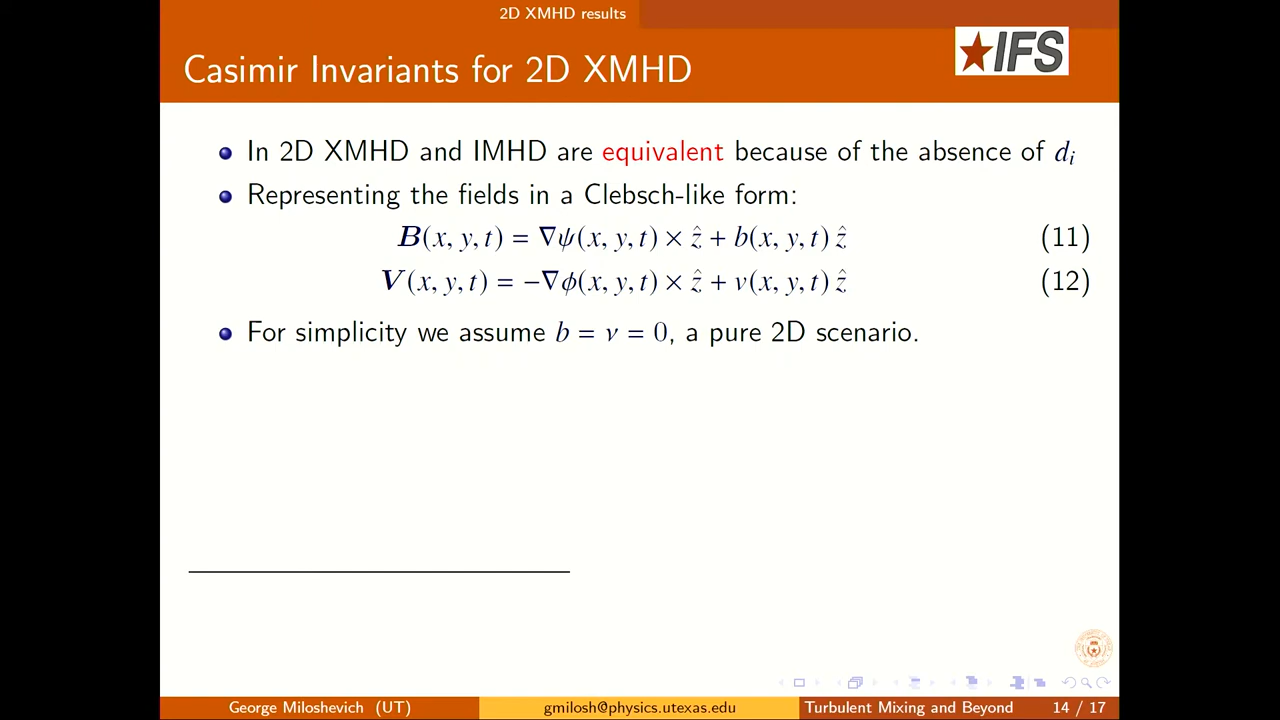 2D XMHD results
Casimir Invariants for 2D XMHD
IFS
In 2D XMHD and IMHD are equivalent because of the absence of dᵢ
Representing the fields in a Clebsch-like form:
B(x, y, t) = ∇ψ(x, y, t) × ẑ + b(x, y, t) ẑ (11)
V(x, y, t) = −∇ϕ(x, y, t) × ẑ + v(x, y, t) ẑ (12)
For simplicity we assume b = v = 0, a pure 2D scenario.
George Miloshevich (UT) gmilosh@physics.utexas.edu Turbulent Mixing and Beyond 14 / 17